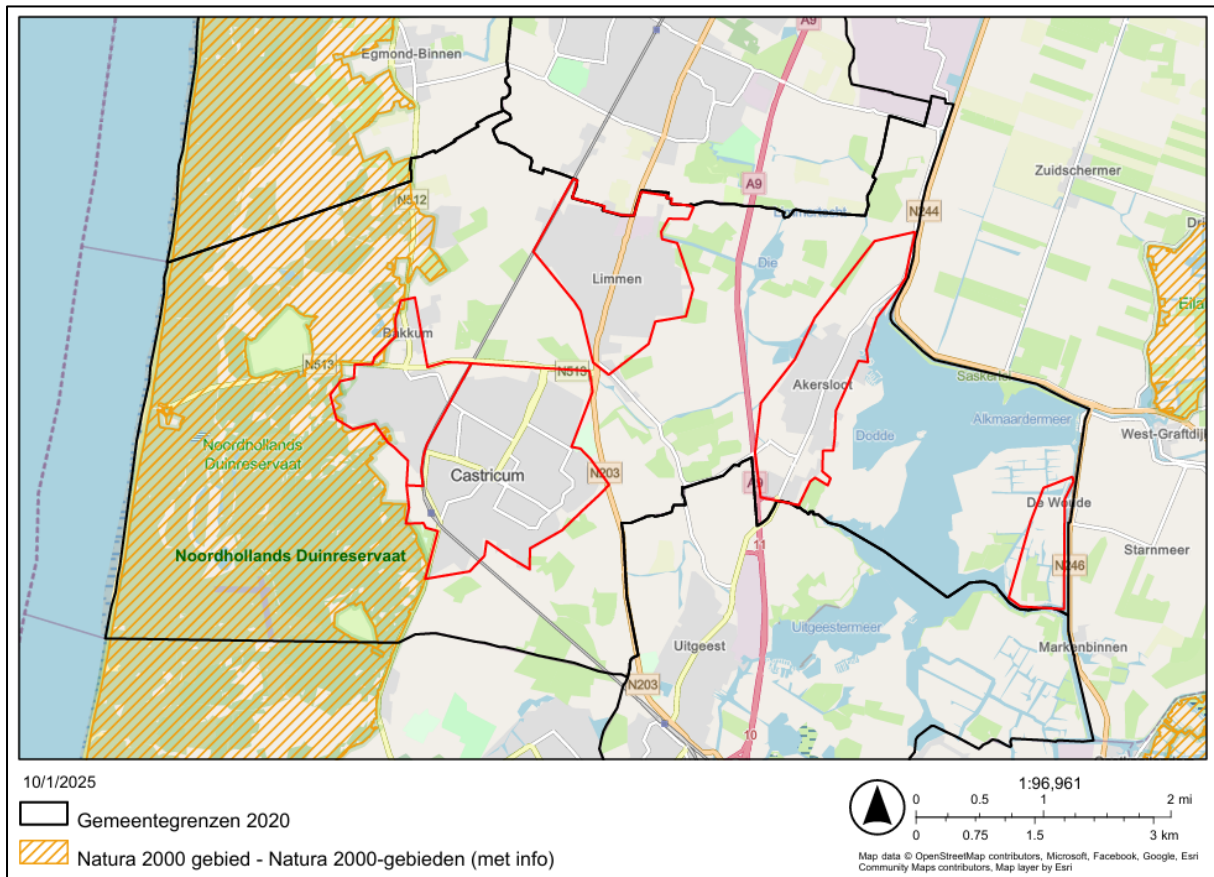 A9
Egmond-Binnen
Zuidschermer
A9
N512
N244
Die
Limmen
Bakkum
N513
N513
Akersloot
Alkmaardermeer
West-Graftdijk
Noordhollands
Duinreservaat
Dodde
Castricum
N203
A9
De Woude
Noordhollands Duinreservaat
11
Starnmeer
N246
Uitgeestermeer
Uitgeest
Markenbinnen
N203
10
10/1/2025
Gemeentegrenzen 2020
Natura 2000 gebied - Natura 2000-gebieden (met info)
1:96,961
0 0.5 1 2 mi
0 0.75 1.5 3 km
Map data © OpenStreetMap contributors, Microsoft, Facebook, Google, Esri
Community Maps contributors, Map layer by Esri